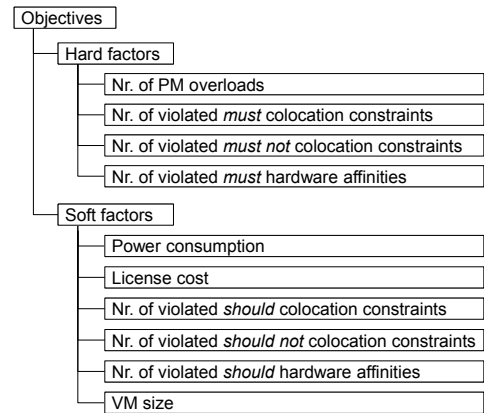 Objectives
Hard factors
Nr. of PM overloads
Nr. of violated must colocation constraints
Nr. of violated must not colocation constraints
Nr. of violated must hardware affinities
Soft factors
Power consumption
License cost
Nr. of violated should colocation constraints
Nr. of violated should not colocation constraints
Nr. of violated should hardware affinities
VM size